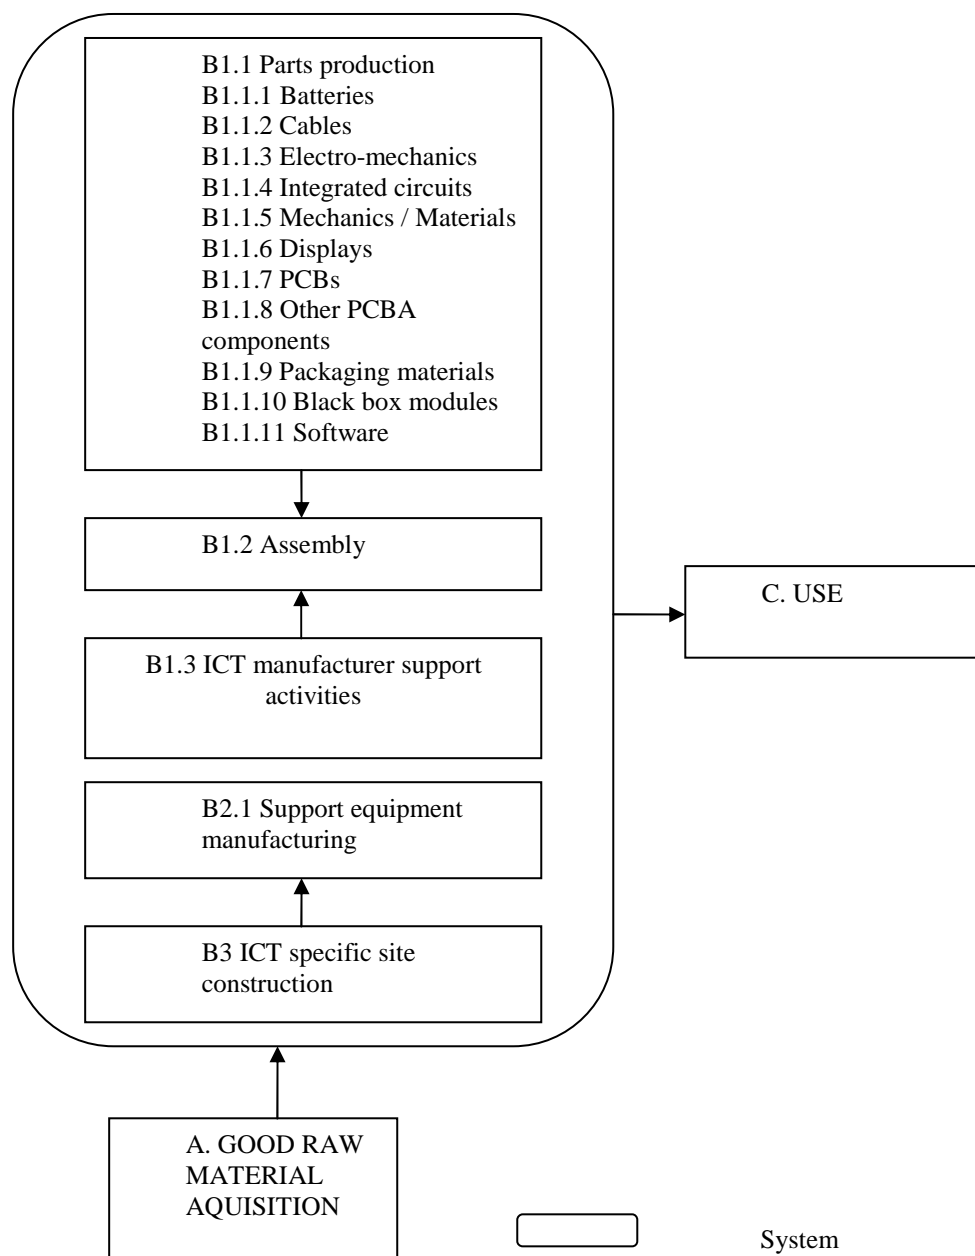 B1.1 Parts production
B1.1.1 Batteries
B1.1.2 Cables
B1.1.3 Electro-mechanics
B1.1.4 Integrated circuits
B1.1.5 Mechanics / Materials
B1.1.6 Displays
B1.1.7 PCBs
B1.1.8 Other PCBA
components
B1.1.9 Packaging materials
B1.1.10 Black box modules
B1.1.11 Software
B1.2 Assembly
C. USE
B1.3 ICT manufacturer support
activities
B2.1 Support equipment
manufacturing
B3 ICT specific site
construction
A. GOOD RAW
MATERIAL
AQUISITION
System